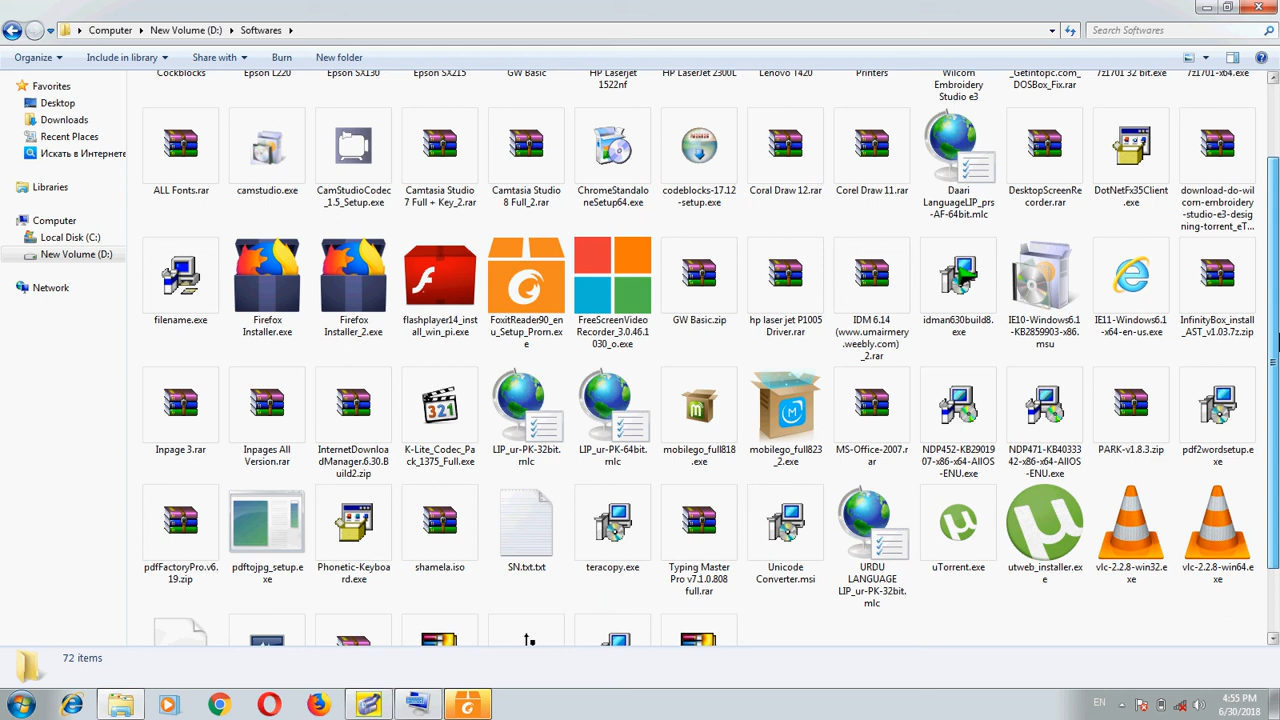 Computer New Volume (D:) Softwares
Search Softwares
Organize Include in library Share with Burn New folder
Favorites
Desktop
Downloads
Recent Places
Искать в Интернете
Libraries
Computer
Local Disk (C:)
New Volume (D:)
Network
Cockblocks
Epson L220
Epson SX130
Epson SX215
GW Basic
HP Laserjet
1522nf
HP LaserJet 2300L
Lenovo T420
Printers
Wilcom
Embroidery
Studio e3
_Getintopc.com_
DOSBox_Fix.rar
7z1701 32 bit.exe
7z1701-x64.exe
ALL Fonts.rar
camstudio.exe
CamStudioCodec
_1.5_Setup.exe
Camtasia Studio
7 Full + Key_2.rar
Camtasia Studio
8 Full_2.rar
ChromeStandalo
neSetup64.exe
codeblocks-17.12
-setup.exe
Coral Draw 12.rar
Corel Draw 11.rar
Daari
LanguageLIP_prs
-AF-64bit.mlc
DesktopScreenRe
corder.rar
DotNetFx35Client
.exe
download-do-wil
com-embroidery
-studio-e3-desig
ning-torrent_eT...
filename.exe
Firefox
Installer.exe
Firefox
Installer_2.exe
flashplayer14_inst
all_win_pi.exe
FoxitReader90_en
u_Setup_Prom.ex
e
FreeScreenVideo
Recorder_3.0.46.1
030_o.exe
GW Basic.zip
hp laser jet P1005
Driver.rar
IDM 6.14
(www.umairmery
.weebly.com)
_2.rar
idman630build8.
exe
IE10-Windows6.1
-KB2859903-x86.
msu
IE11-Windows6.1
-x64-en-us.exe
InfinityBox_install
_AST_v1.03.7z.zip
Inpage 3.rar
Inpages All
Version.rar
InternetDownloa
dManager.6.30.B
uild2.zip
K-Lite_Codec_Pa
ck_1375_Full.exe
LIP_ur-PK-32bit.
mlc
LIP_ur-PK-64bit.
mlc
mobilego_full818
.exe
mobilego_full823
_2.exe
MS-Office-2007.r
ar
NDP452-KB29019
07-x86-x64-AllOS
-ENU.exe
NDP471-KB40333
42-x86-x64-AllOS
-ENU.exe
PARK-v1.8.3.zip
pdf2wordsetup.e
xe
pdfFactoryPro.v6.
19.zip
pdftojpg_setup.e
xe
Phonetic-Keyboa
rd.exe
shamela.iso
SN.txt.txt
teracopy.exe
Typing Master
Pro v7.1.0.808
full.rar
Unicode
Converter.msi
URDU
LANGUAGE
LIP_ur-PK-32bit.
mlc
uTorrent.exe
utweb_installer.ex
e
vlc-2.2.8-win32.e
xe
vlc-2.2.8-win64.e
xe
72 items
EN
4:55 PM
6/30/2018